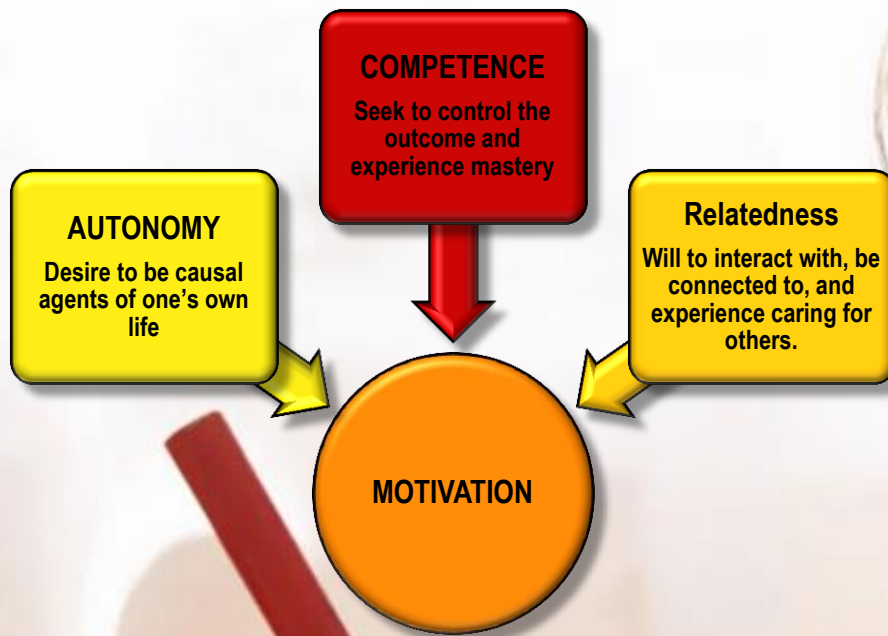 COMPETENCE
Seek to control the
outcome and
experience mastery
AUTONOMY
Desire to be causal
agents of one’s own
life
Relatedness
Will to interact with, be
connected to, and
experience caring for
others.
MOTIVATION